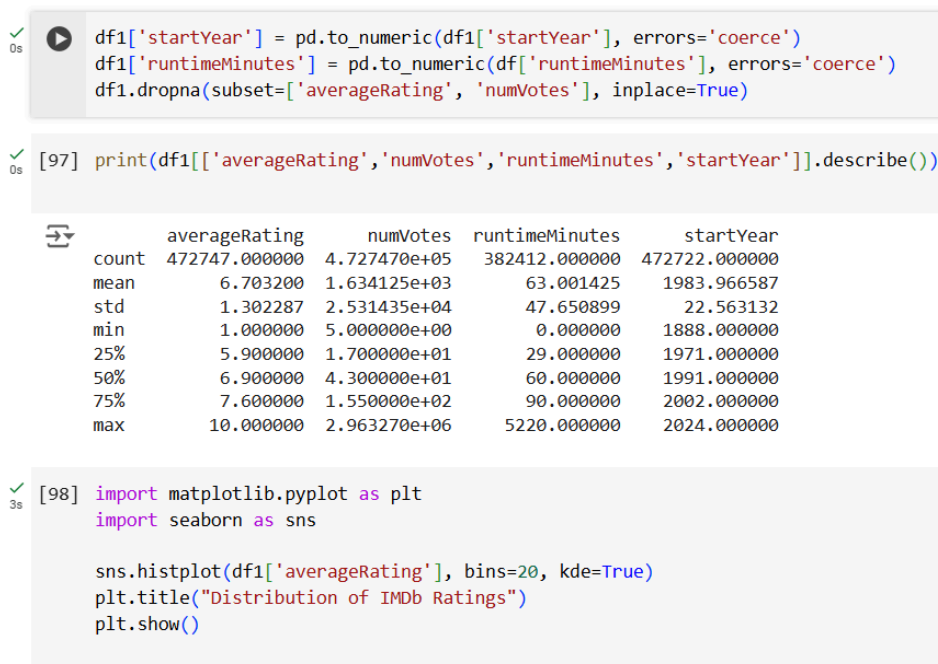 df1['startYear'] = pd.to_numeric(df1['startYear'], errors='coerce')
0s
df1['runtimeMinutes'] = pd.to_numeric(df['runtimeMinutes'], errors='coerce')
df1.dropna(subset=['averageRating', 'numVotes'], inplace=True)
[97] print(df1[['averageRating','numVotes','runtimeMinutes','startYear']].describe())
0s
averageRating numVotes runtimeMinutes startYear
count 472747.000000 4.727470e+05 382412.000000 472722.000000
mean 6.703200 1.634125e+03 63.001425 1983.966587
std 1.302287 2.531435e+04 47.650899 22.563132
min 1.000000 5.000000e+00 0.000000 1888.000000
25% 5.900000 1.700000e+01 29.000000 1971.000000
50% 6.900000 4.300000e+01 60.000000 1991.000000
75% 7.600000 1.550000e+02 90.000000 2002.000000
max 10.000000 2.963270e+06 5220.000000 2024.000000
[98] import matplotlib.pyplot as plt
3s
import seaborn as sns
sns.histplot(df1['averageRating'], bins=20, kde=True)
plt.title("Distribution of IMDb Ratings")
plt.show()